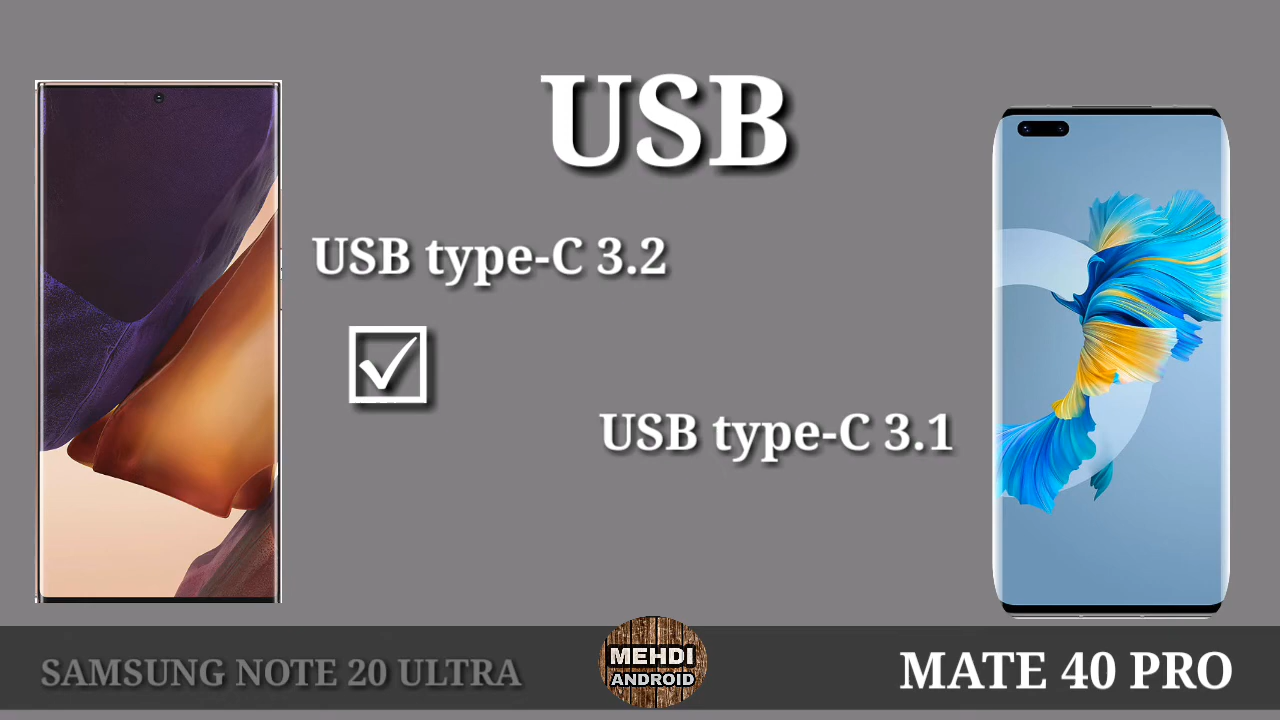 USB
USB type-C 3.2
USB type-C 3.1
SAMSUNG NOTE 20 ULTRA
MEHDI
ANDROID
MATE 40 PRO